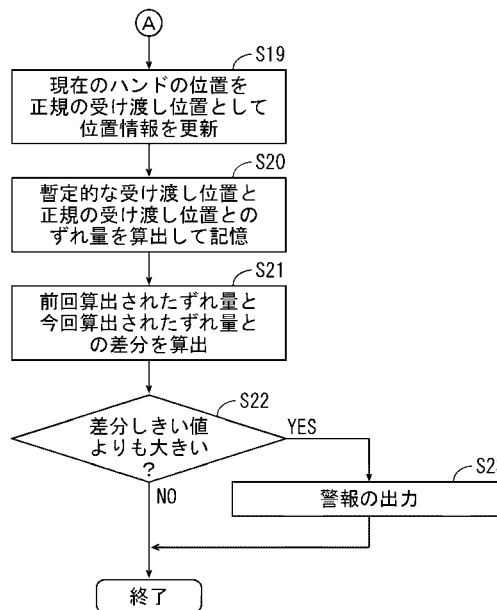 A
S19
現在のハンドの位置を
正規の受け渡し位置として
位置情報を更新
S20
暫定的な受け渡し位置と
正規の受け渡し位置との
ずれ量を算出して記憶
S21
前回算出されたずれ量と
今回算出されたずれ量と
の差分を算出
S22
差分しきい値
よりも大きい
?
YES
NO
警報の出力
終了